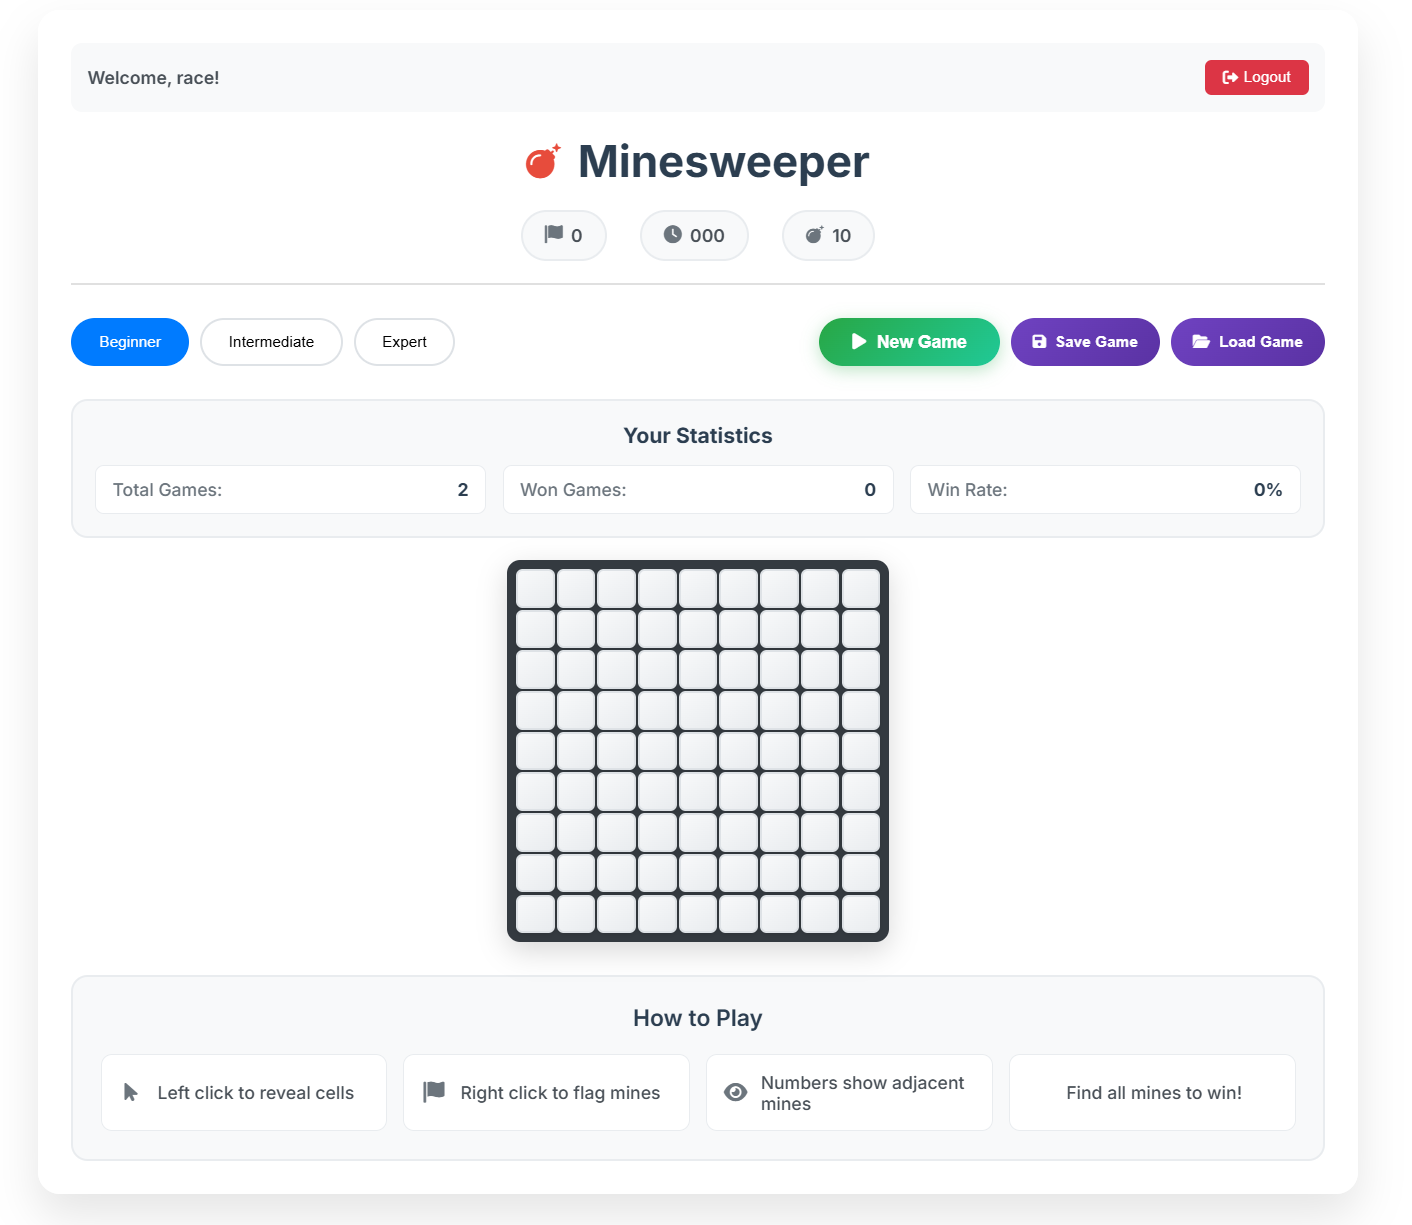 Welcome, race!
Logout
Minesweeper
0
000
10
Beginner
Intermediate
Expert
New Game
Save Game
Load Game
Your Statistics
Total Games: 2
Won Games: 0
Win Rate: 0%
How to Play
Left click to reveal cells
Right click to flag mines
Numbers show adjacent
mines
Find all mines to win!